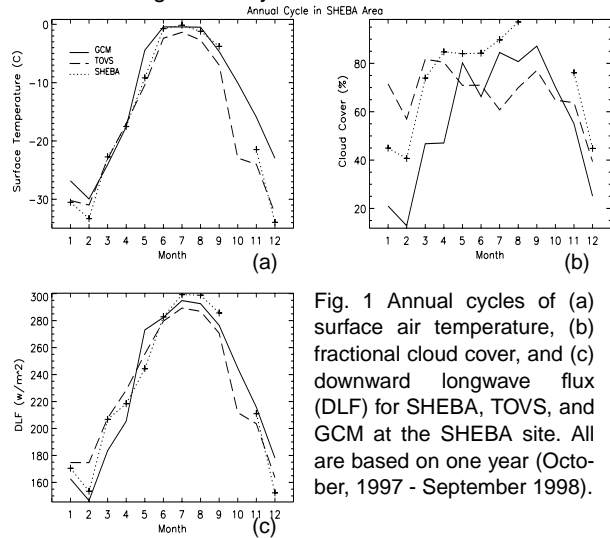 Annual Cycle in SHEBA Area
Surface Temperature (C)
0
-10
-20
-30
GCM
TOVS
SHEBA
1 2 3 4 5 6 7 8 9 10 11 12
Month
(a)
Cloud Cover (%)
80
60
40
20
1 2 3 4 5 6 7 8 9 10 11 12
Month
(b)
DLF (w/m^2)
300
280
260
240
220
200
180
160
1 2 3 4 5 6 7 8 9 10 11 12
Month
(c)
Fig. 1 Annual cycles of (a)
surface air temperature, (b)
fractional cloud cover, and (c)
downward longwave flux
(DLF) for SHEBA, TOVS, and
GCM at the SHEBA site. All
are based on one year (Octo-
ber, 1997 - September 1998).